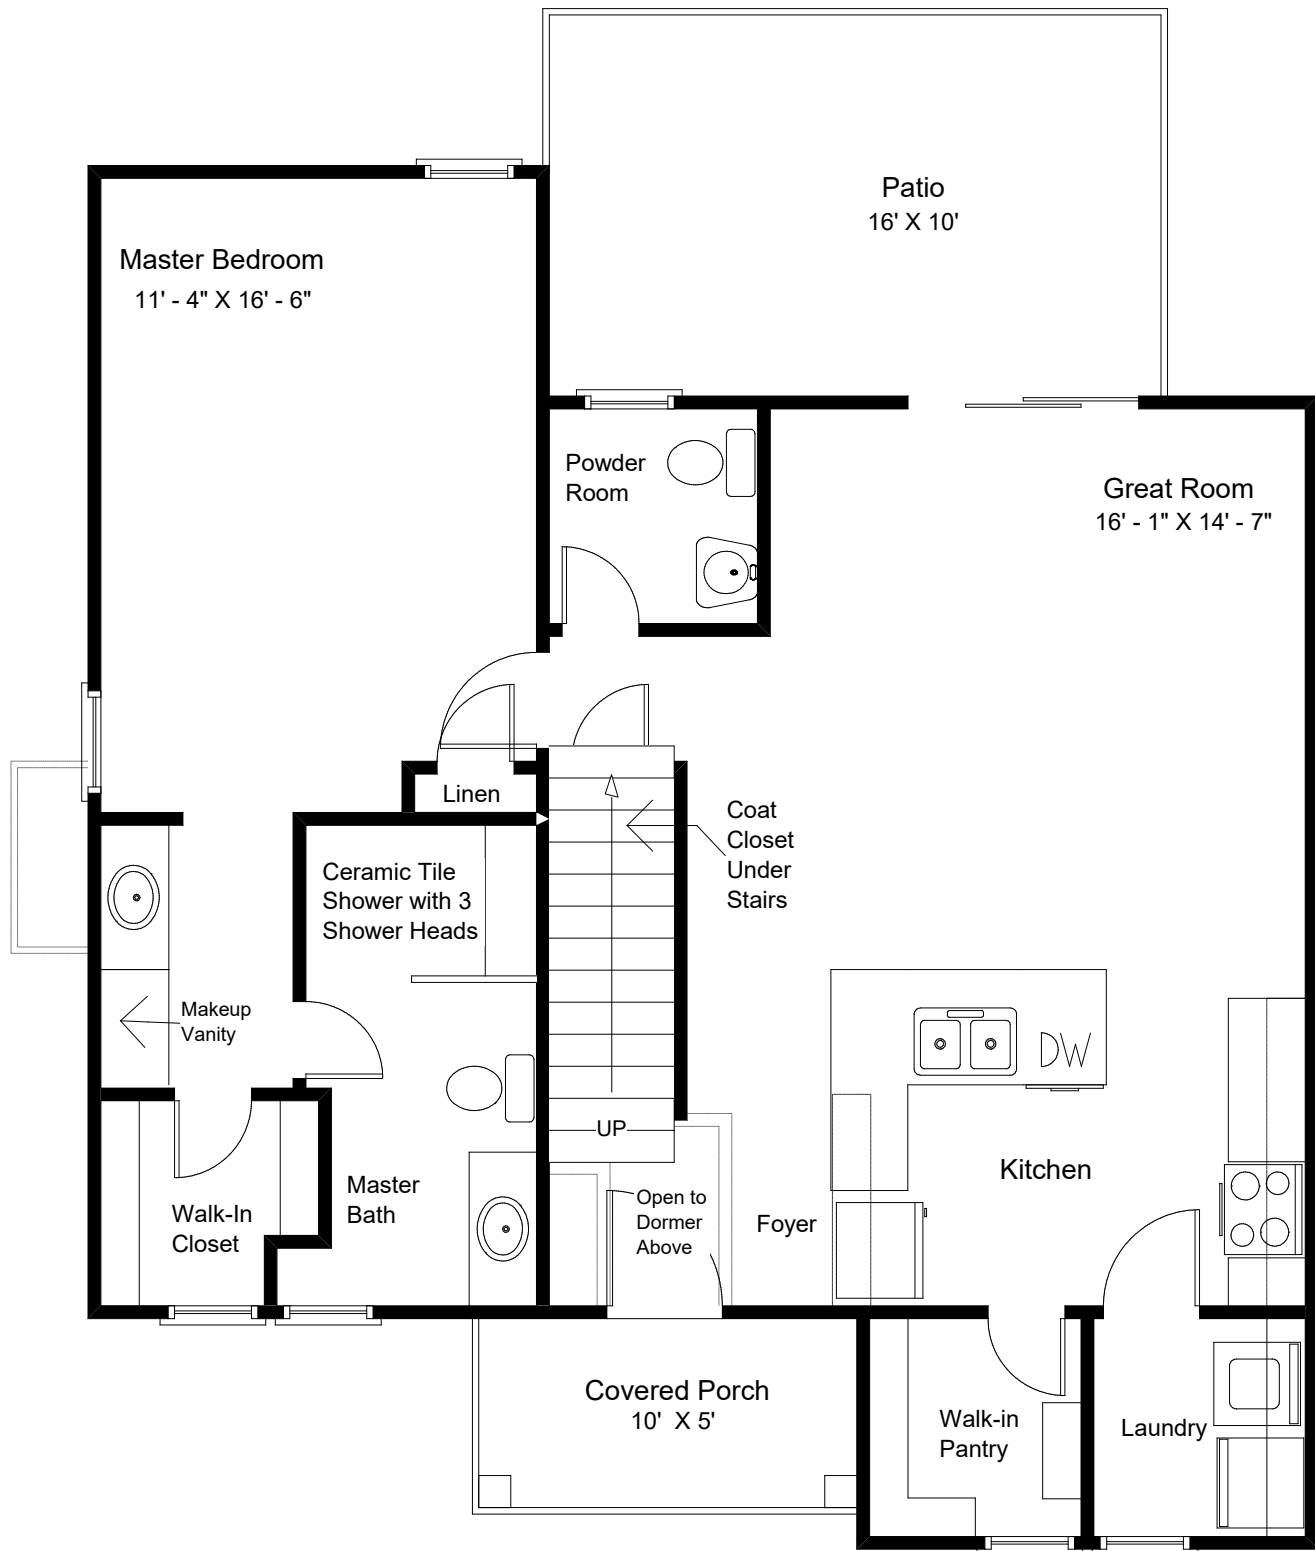 Patio
16' X 10'
Master Bedroom
11' - 4" X 16' - 6"
Powder
Room
Great Room
16' - 1" X 14' - 7"
Linen
Coat
Closet
Under
Stairs
Ceramic Tile
Shower with 3
Shower Heads
Makeup
Vanity
DW
UP
Kitchen
Master
Bath
Walk-In
Closet
Open to
Dormer
Above
Foyer
Covered Porch
10' X 5'
Walk-in
Pantry
Laundry